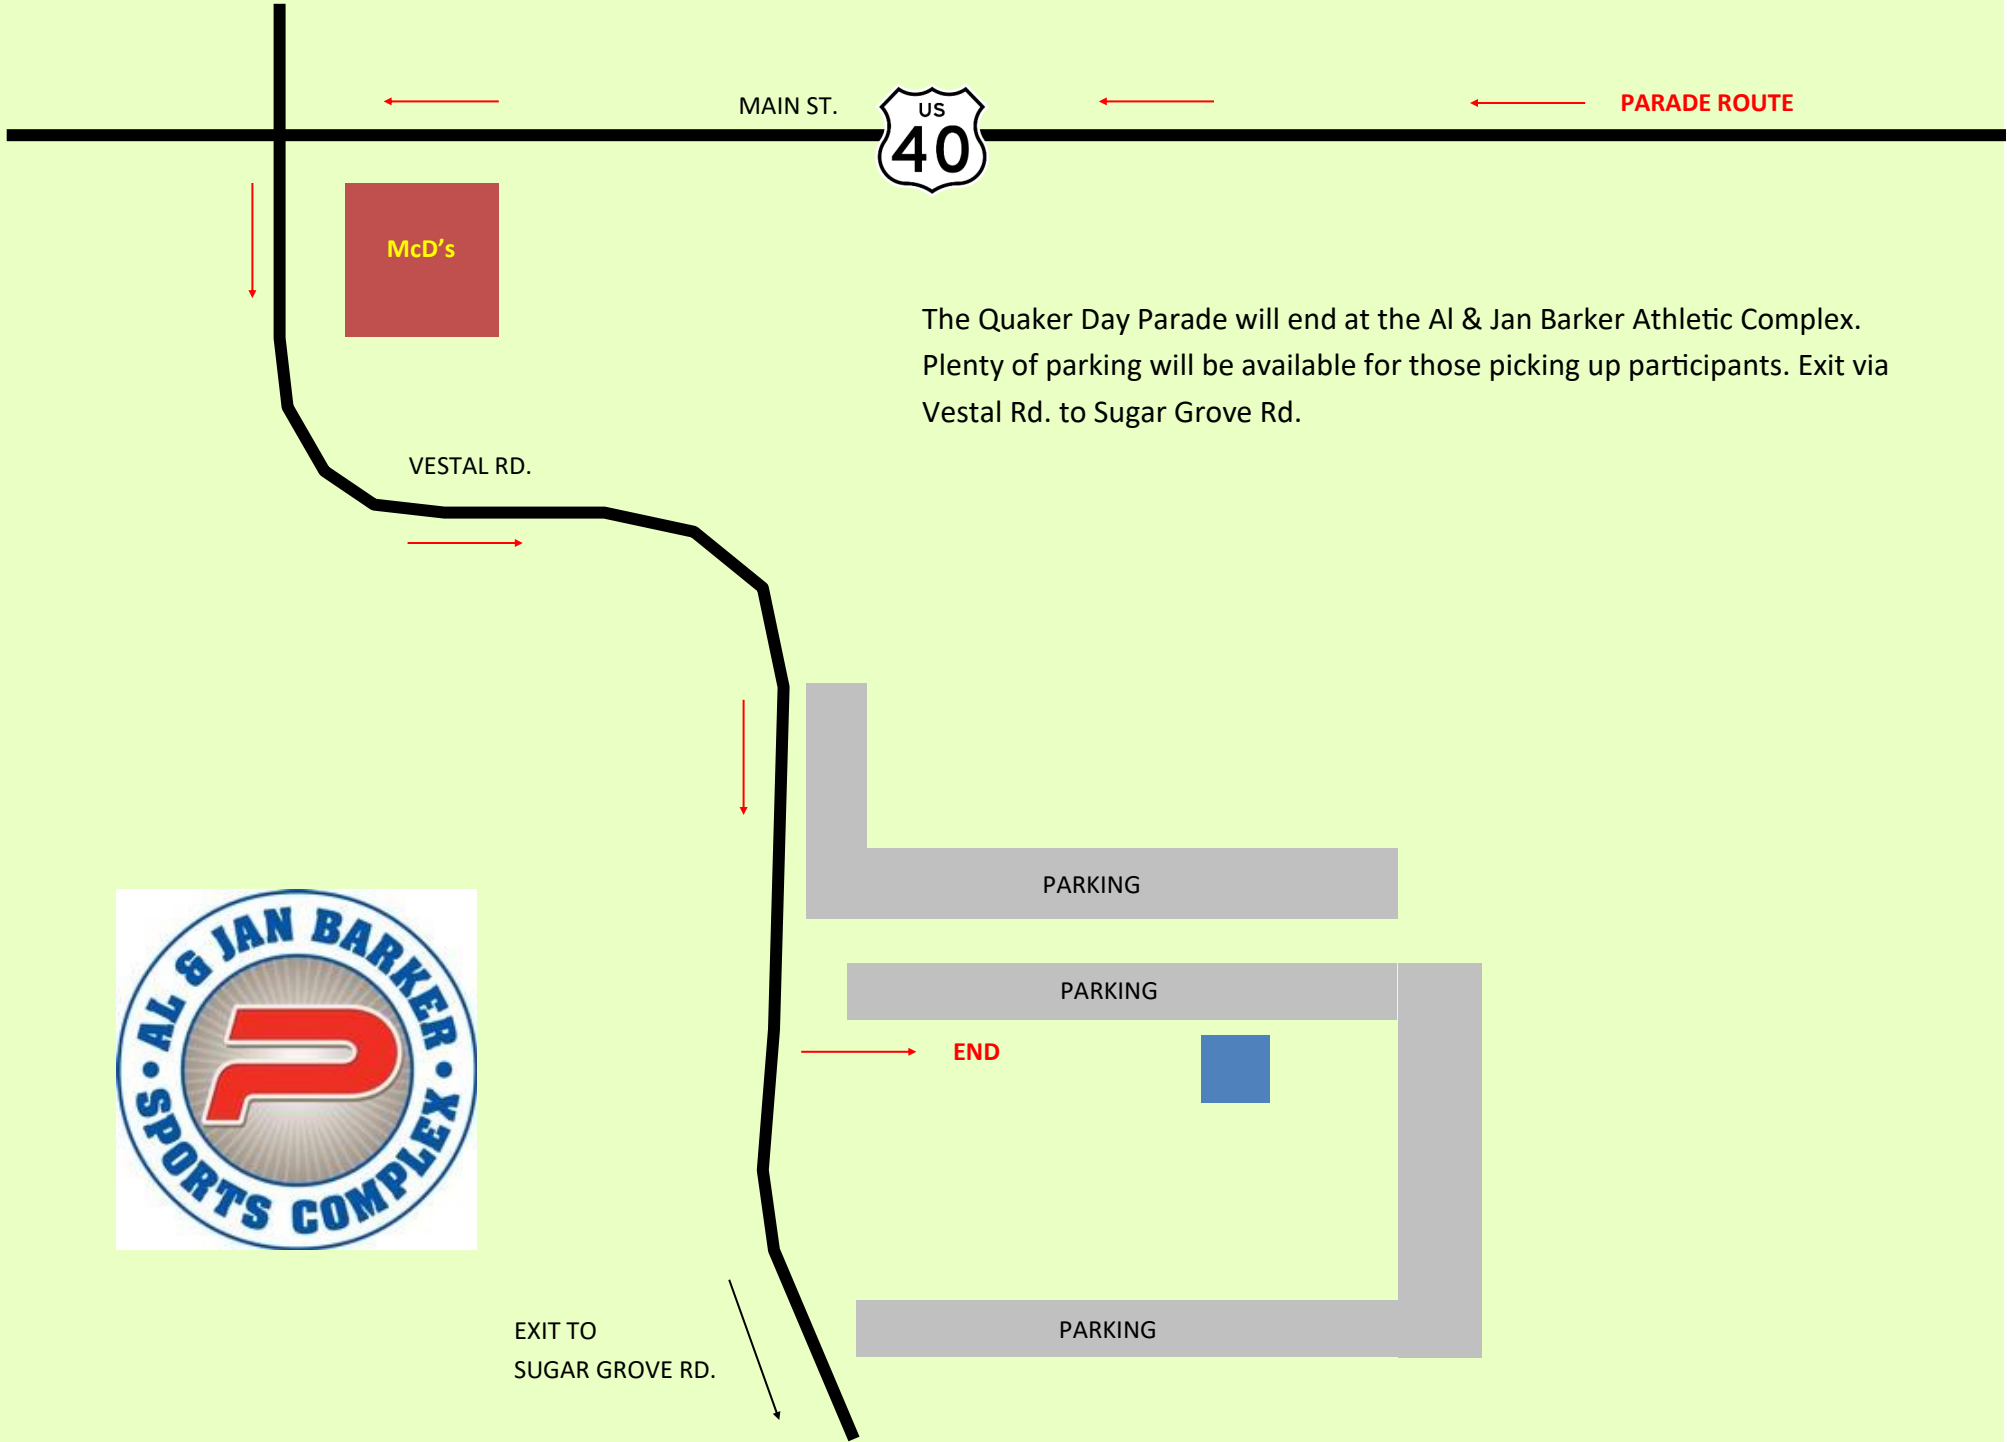 MAIN ST.
US
40
PARADE ROUTE
McD’s
The Quaker Day Parade will end at the Al & Jan Barker Athletic Complex.
Plenty of parking will be available for those picking up participants. Exit via
Vestal Rd. to Sugar Grove Rd.
VESTAL RD.
PARKING
PARKING
END
AL & JAN BARKER
P
SPORTS COMPLEX
PARKING
EXIT TO
SUGAR GROVE RD.